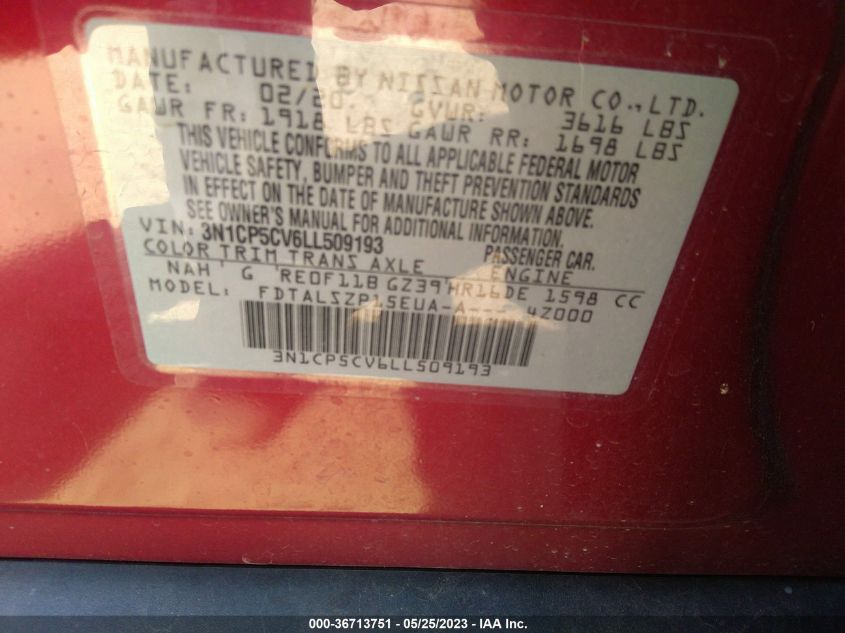 MANUFACTURED BY NISSAN MOTOR CO., LTD.
DATE: 02/20 GVWR: 3616 LBS
GAWR FR: 1918 LBS GAWR RR: 1698 LBS
THIS VEHICLE CONFORMS TO ALL APPLICABLE FEDERAL MOTOR
VEHICLE SAFETY, BUMPER AND THEFT PREVENTION STANDARDS
IN EFFECT ON THE DATE OF MANUFACTURE SHOWN ABOVE.
SEE OWNER'S MANUAL FOR ADDITIONAL INFORMATION.
VIN: 3N1CP5CV6LL509193 PASSENGER CAR.
COLOR TRIM TRANS AXLE ENGINE
NAH G RE0F11B GZ39 HR16DE 1598 CC
MODEL: FDTALSZP15EUA-A--- 4Z000
3N1CP5CV6LL509193
000-36713751 - 05/25/2023 - IAA Inc.